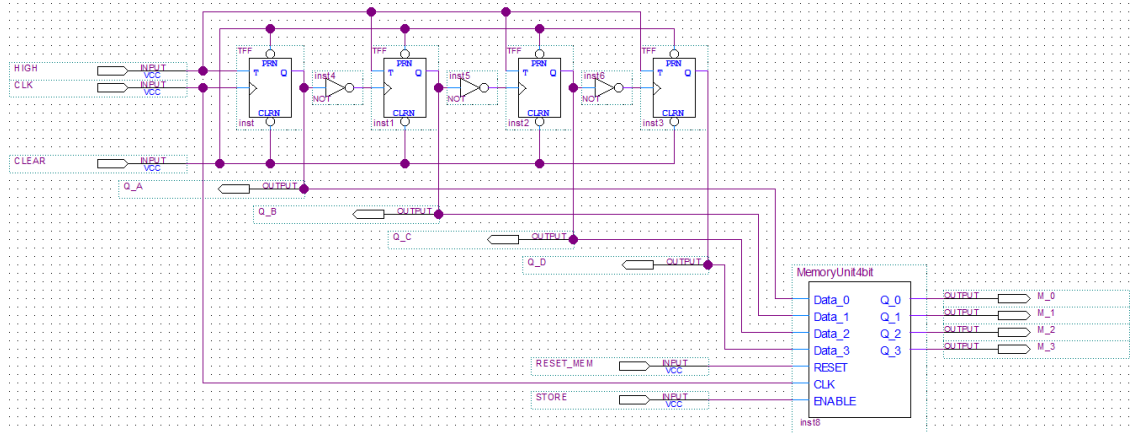 TFF TFF TFF TFF
PRN PRN PRN PRN
HIGH INPUT VCC
T Q inst4 T Q inst5 T Q inst6 T Q
CLK INPUT VCC
NOT NOT NOT
CLRN CLRN CLRN CLRN
inst inst1 inst2 inst3
CLEAR INPUT VCC
Q_A OUTPUT
Q_B OUTPUT
Q_C OUTPUT
Q_D OUTPUT
MemoryUnit4bit
Data_0 Q_0 OUTPUT M_0
Data_1 Q_1 OUTPUT M_1
Data_2 Q_2 OUTPUT M_2
Data_3 Q_3 OUTPUT M_3
RESET_MEM INPUT VCC RESET
CLK
STORE INPUT VCC ENABLE
inst8